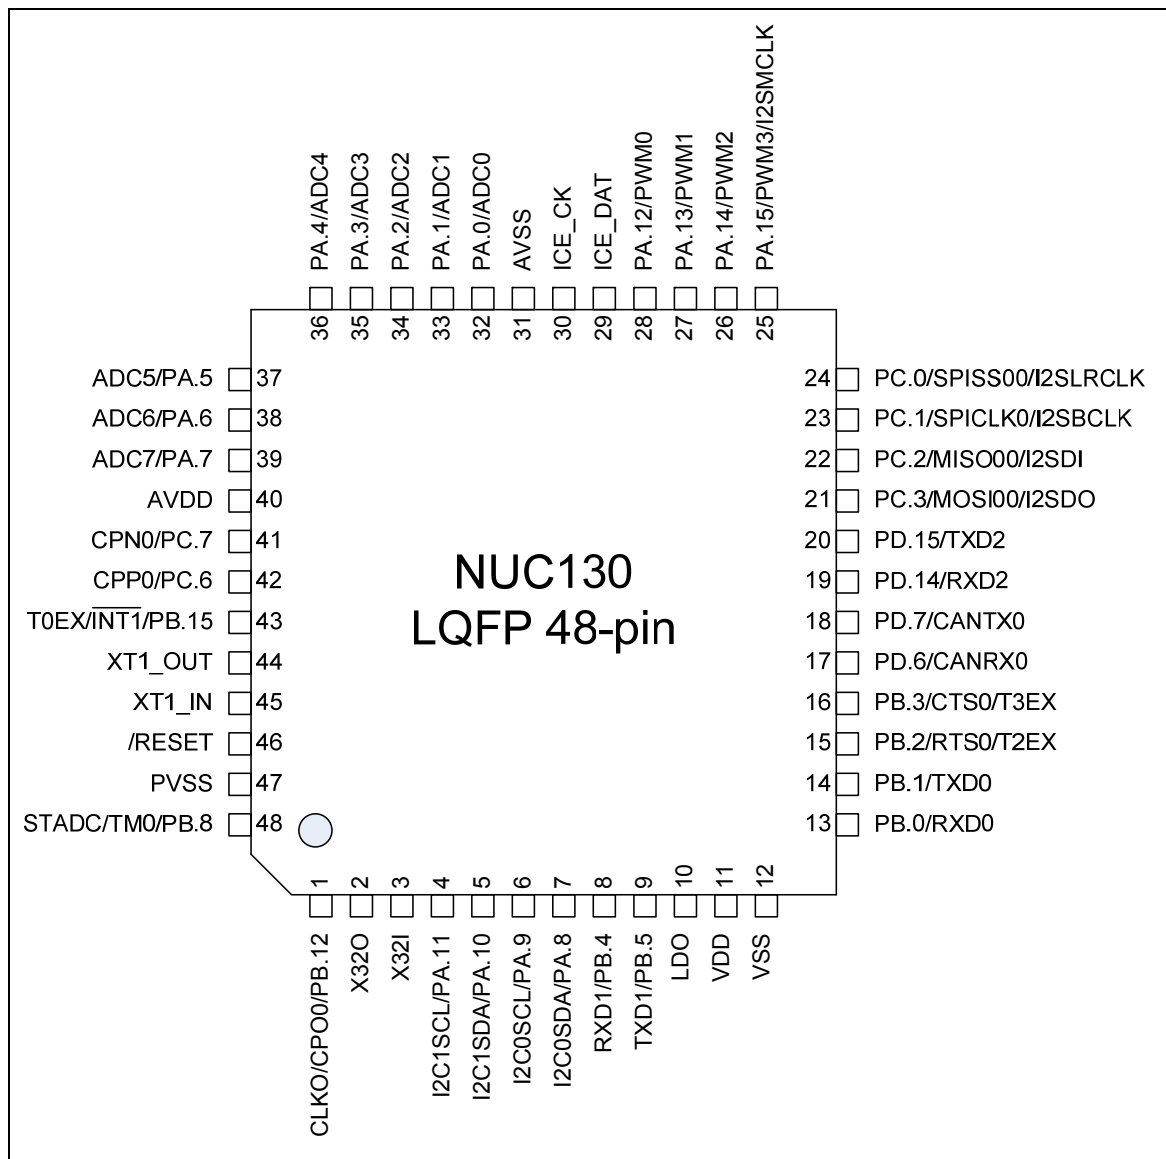 PA.4/ADC4
PA.3/ADC3
PA.2/ADC2
PA.1/ADC1
PA.0/ADC0
AVSS
ICE_CK
ICE_DAT
PA.12/PWM0
PA.13/PWM1
PA.14/PWM2
PA.15/PWM3/I2SMCLK
36
35
34
33
32
31
30
29
28
27
26
25
ADC5/PA.5 37
ADC6/PA.6 38
ADC7/PA.7 39
AVDD 40
CPN0/PC.7 41
CPP0/PC.6 42
T0EX/INT1/PB.15 43
XT1_OUT 44
XT1_IN 45
/RESET 46
PVSS 47
STADC/TM0/PB.8 48
NUC130
LQFP 48-pin
24 PC.0/SPISS00/I2SLRCLK
23 PC.1/SPICLK0/I2SBCLK
22 PC.2/MISO00/I2SDI
21 PC.3/MOSI00/I2SDO
20 PD.15/TXD2
19 PD.14/RXD2
18 PD.7/CANTX0
17 PD.6/CANRX0
16 PB.3/CTS0/T3EX
15 PB.2/RTS0/T2EX
14 PB.1/TXD0
13 PB.0/RXD0
1
2
3
4
5
6
7
8
9
10
11
12
CLKO/CPO0/PB.12
X32O
X32I
I2C1SCL/PA.11
I2C1SDA/PA.10
I2C0SCL/PA.9
I2C0SDA/PA.8
RXD1/PB.4
TXD1/PB.5
LDO
VDD
VSS